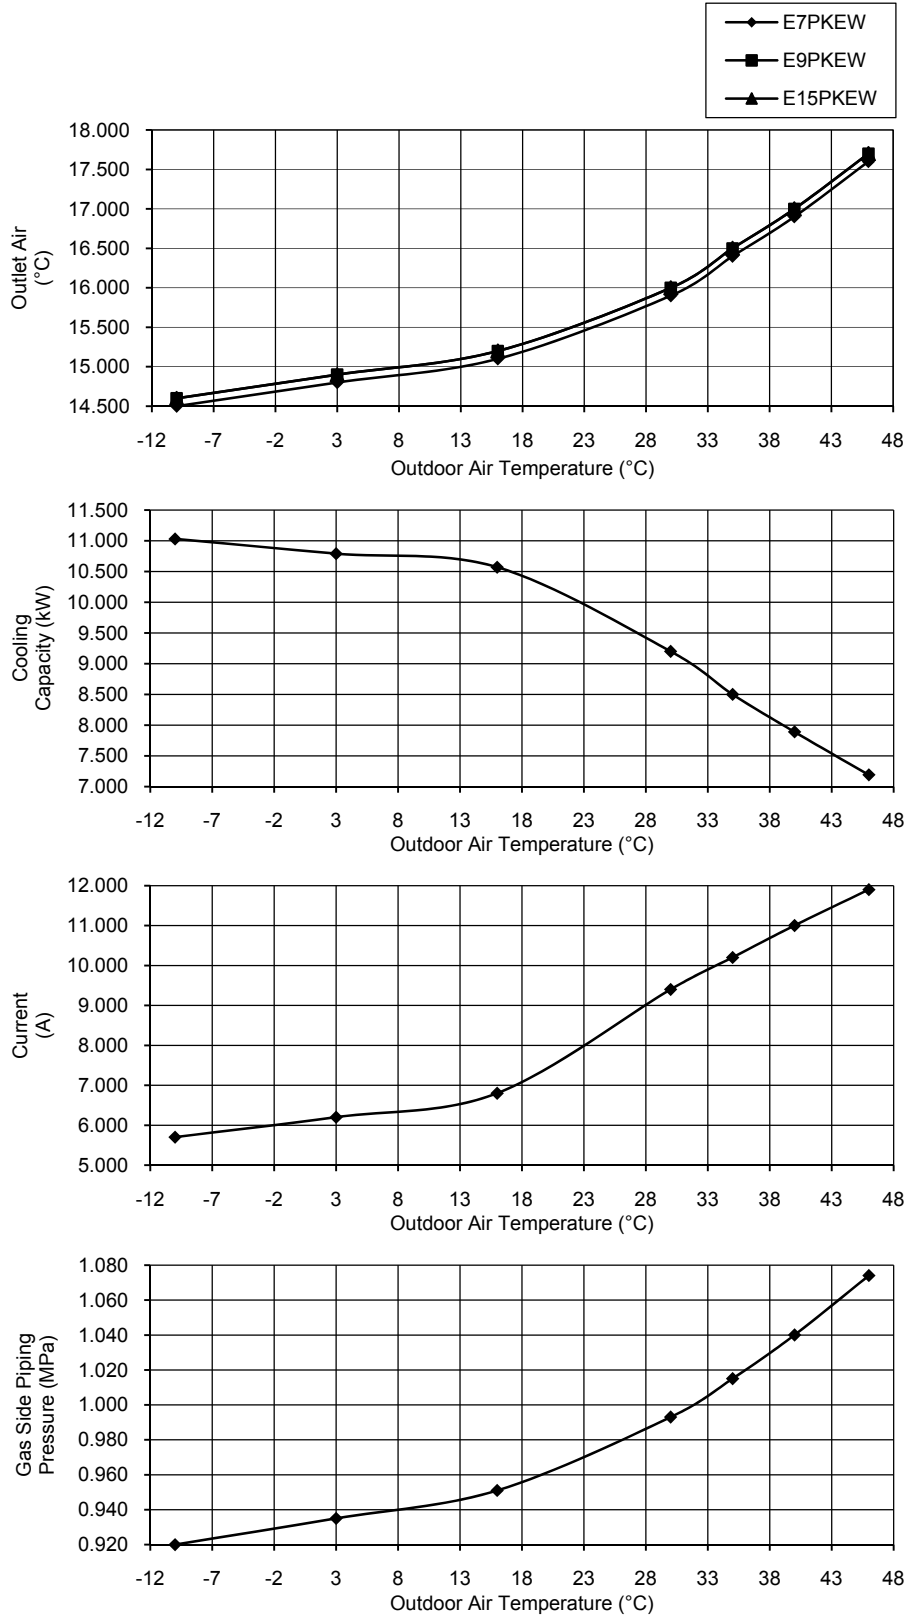 E7PKEW
E9PKEW
E15PKEW
18.000
17.500
17.000
16.500
16.000
15.500
15.000
14.500
Outlet Air
(°C)
-12 -7 -2 3 8 13 18 23 28 33 38 43 48
Outdoor Air Temperature (°C)
11.500
11.000
10.500
10.000
9.500
9.000
8.500
8.000
7.500
7.000
Cooling
Capacity (kW)
-12 -7 -2 3 8 13 18 23 28 33 38 43 48
Outdoor Air Temperature (°C)
12.000
11.000
10.000
9.000
8.000
7.000
6.000
5.000
Current
(A)
-12 -7 -2 3 8 13 18 23 28 33 38 43 48
Outdoor Air Temperature (°C)
1.080
1.060
1.040
1.020
1.000
0.980
0.960
0.940
0.920
Gas Side Piping
Pressure (MPa)
-12 -7 -2 3 8 13 18 23 28 33 38 43 48
Outdoor Air Temperature (°C)